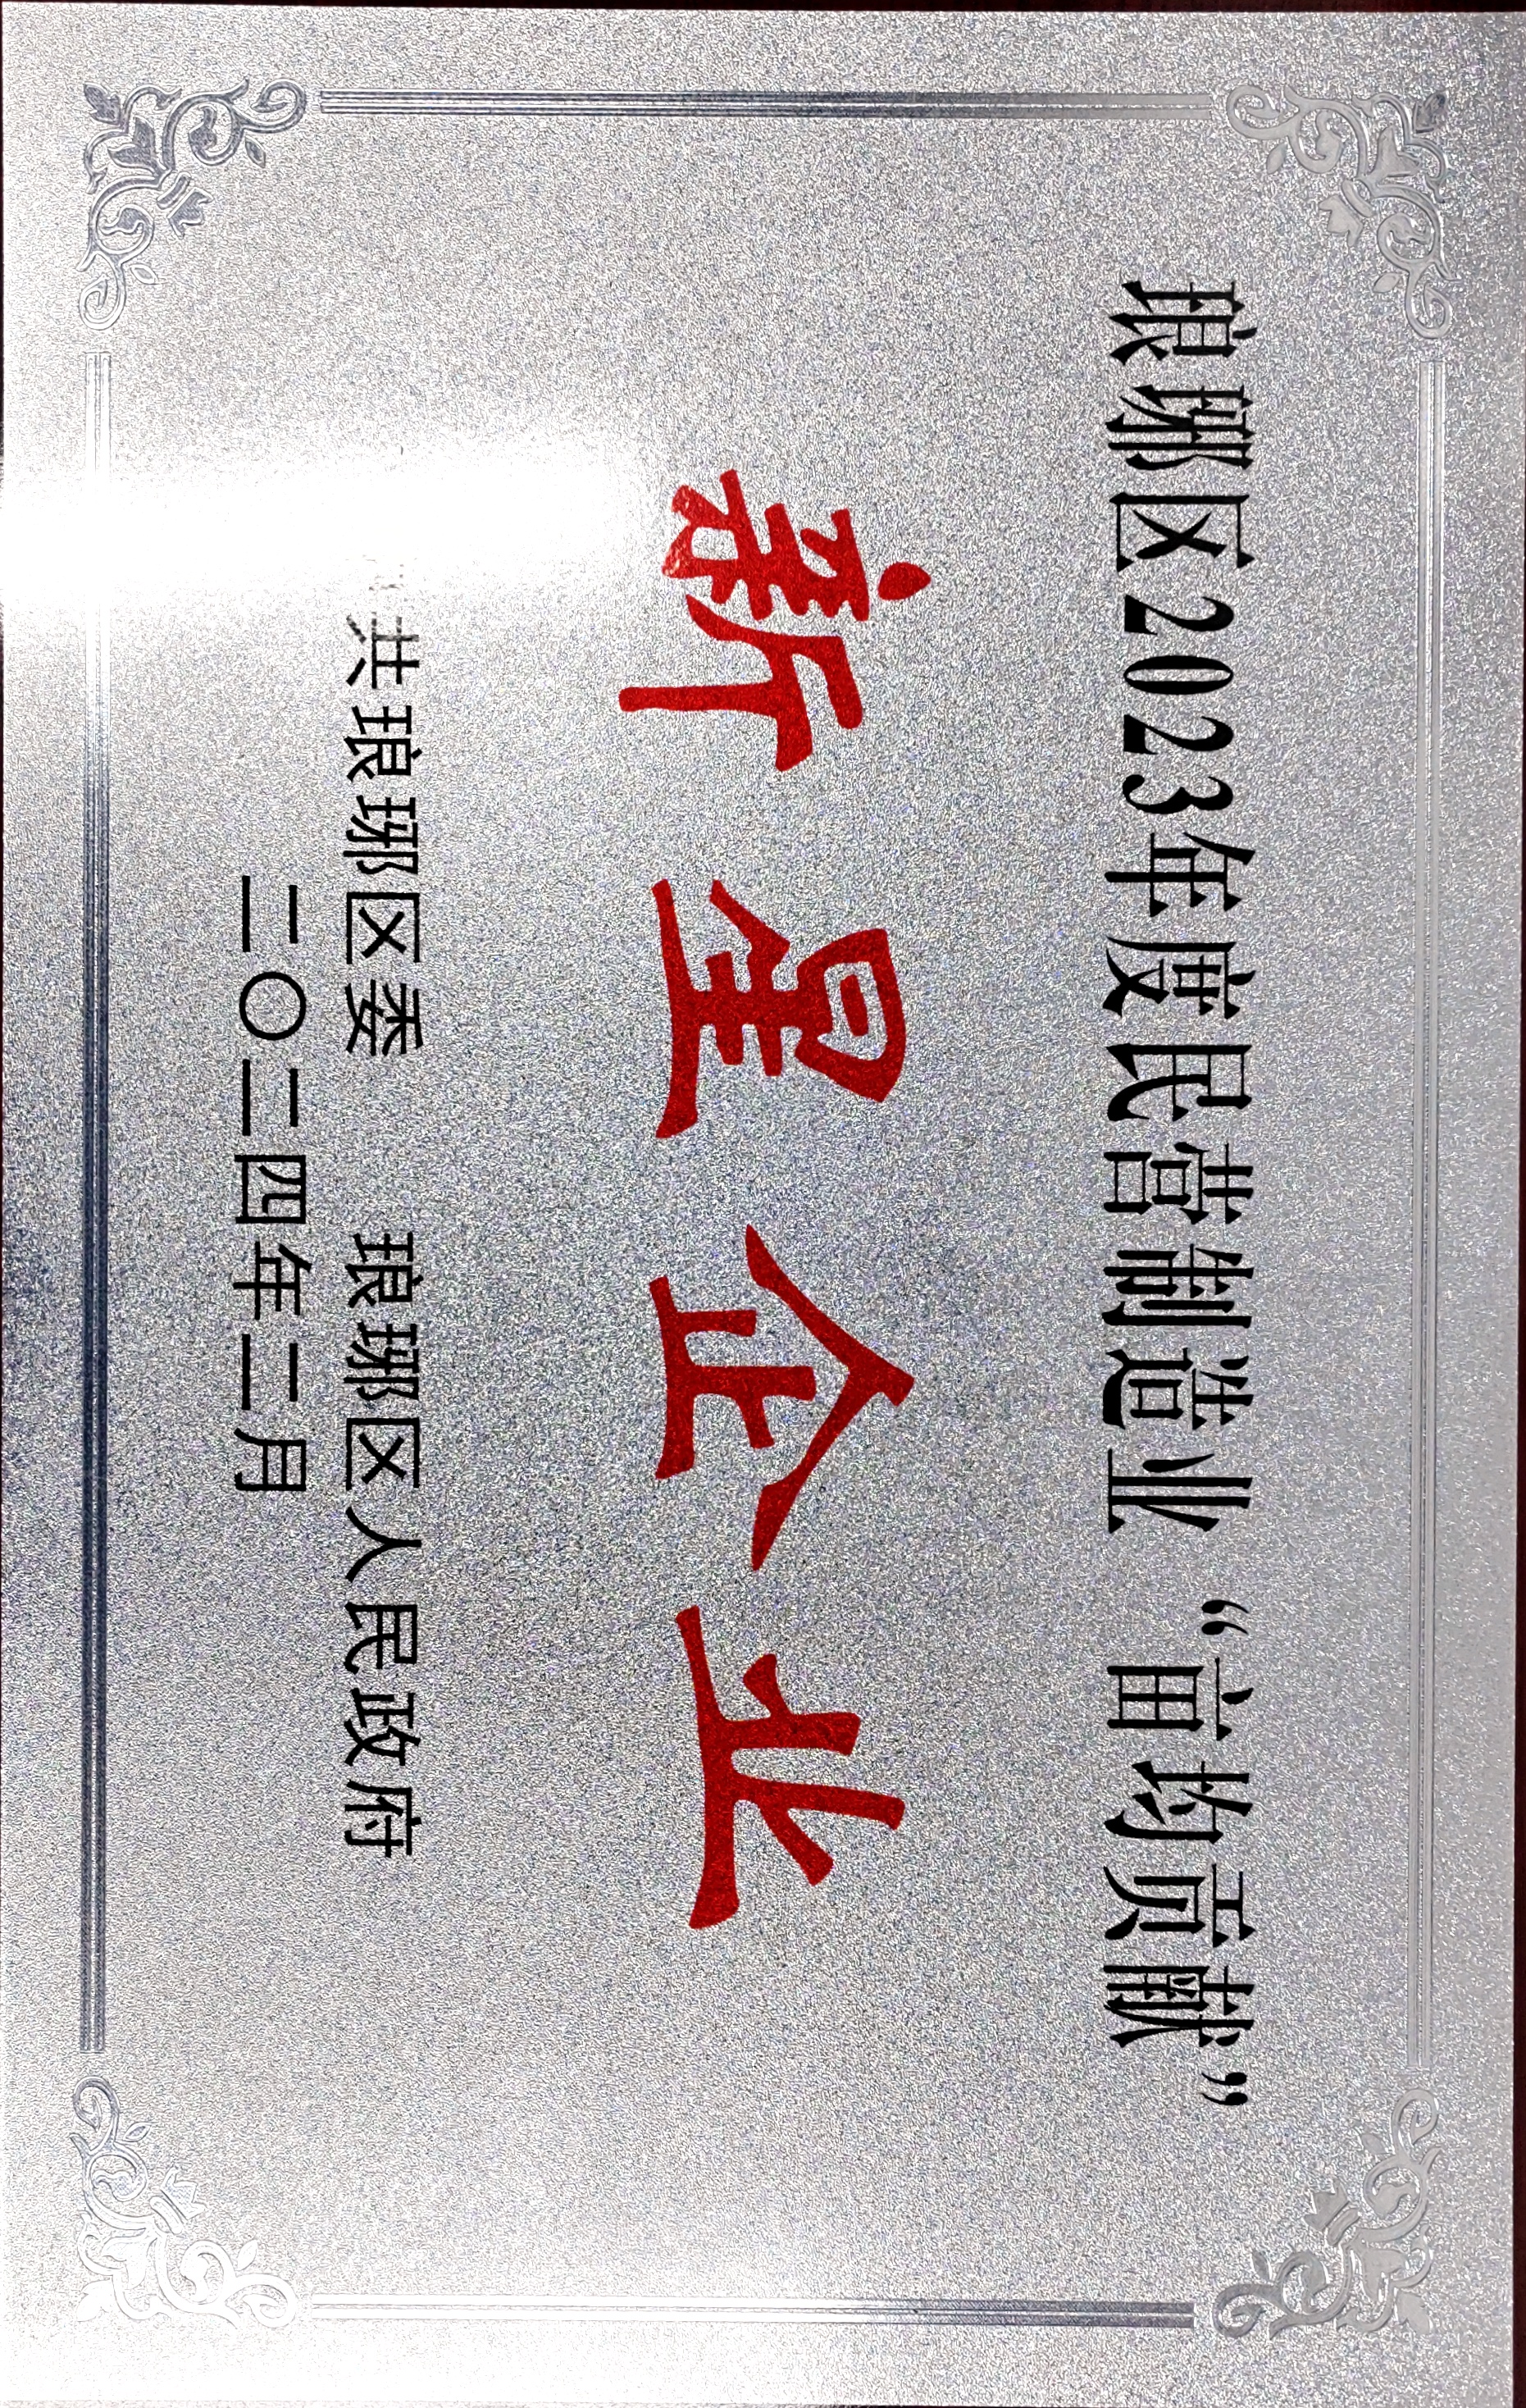 琅琊区2023年度民营制造业“亩均贡献”
新星企业
共琅琊区委 琅琊区人民政府
二〇二四年二月